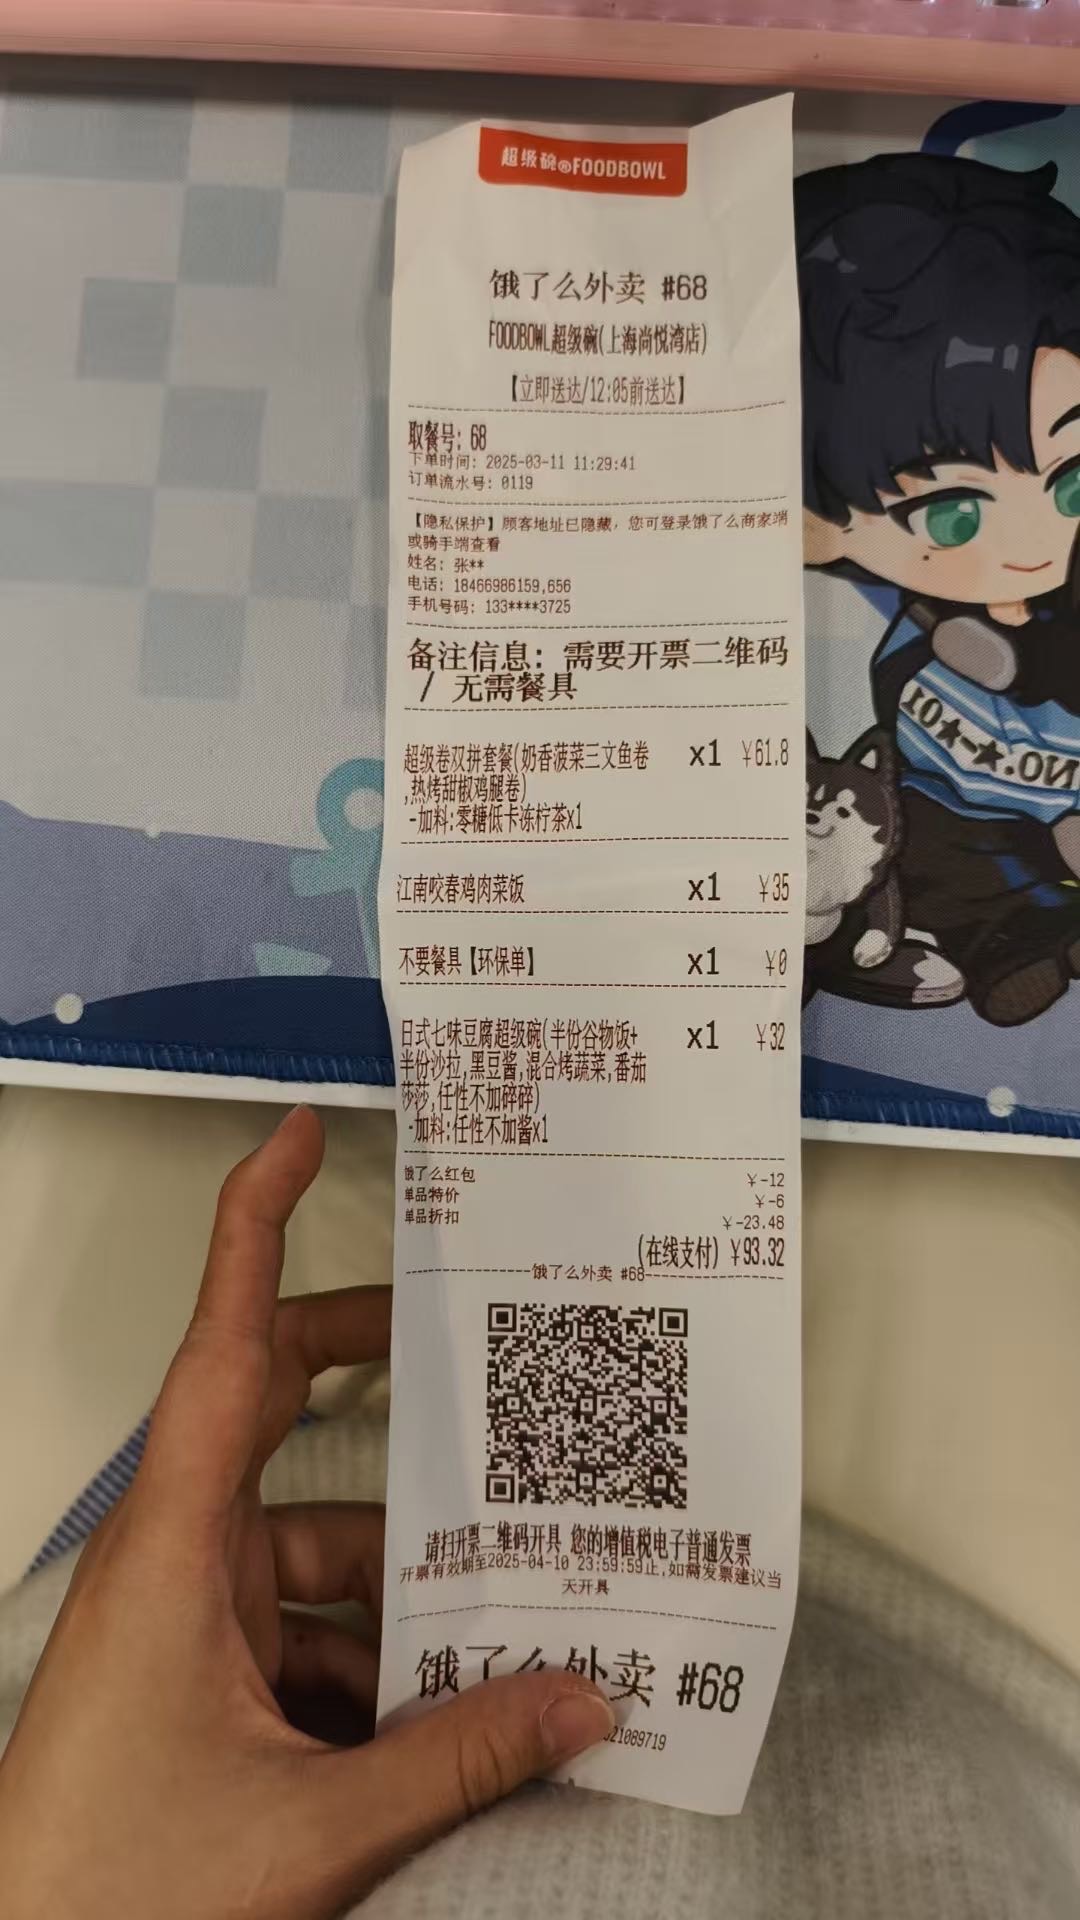 超级碗®FOODBOWL
饿了么外卖 #68
FOODBOWL超级碗(上海尚悦湾店)
【立即送达/12:05前送达】
取餐号: 68
下单时间: 2025-03-11 11:29:41
订单流水号: 0119
【隐私保护】顾客地址已隐藏，您可登录饿了么商家端
或骑手端查看
姓名: 张**
电话: 18466986159,656
手机号码: 133****3725
备注信息: 需要开票二维码
/ 无需餐具
超级卷双拼套餐(奶香菠菜三文鱼卷 x1 ￥61.8
,热烤甜椒鸡腿卷)
-加料:零糖低卡冻柠茶x1
江南咬春鸡肉菜饭 x1 ￥35
不要餐具【环保单】 x1 ￥0
日式七味豆腐超级碗(半份谷物饭+ x1 ￥32
半份沙拉,黑豆酱,混合烤蔬菜,番茄
莎莎,任性不加碎碎)
-加料:任性不加酱x1
饿了么红包 ￥-12
单品特价 ￥-6
单品折扣 ￥-23.48
(在线支付) ￥93.32
饿了么外卖 #68
请扫开票二维码开具 您的增值税电子普通发票
开票有效期至2025-04-10 23:59:59止,如需发票建议当
天开具
饿了么外卖 #68
21089719
NO.★-★01